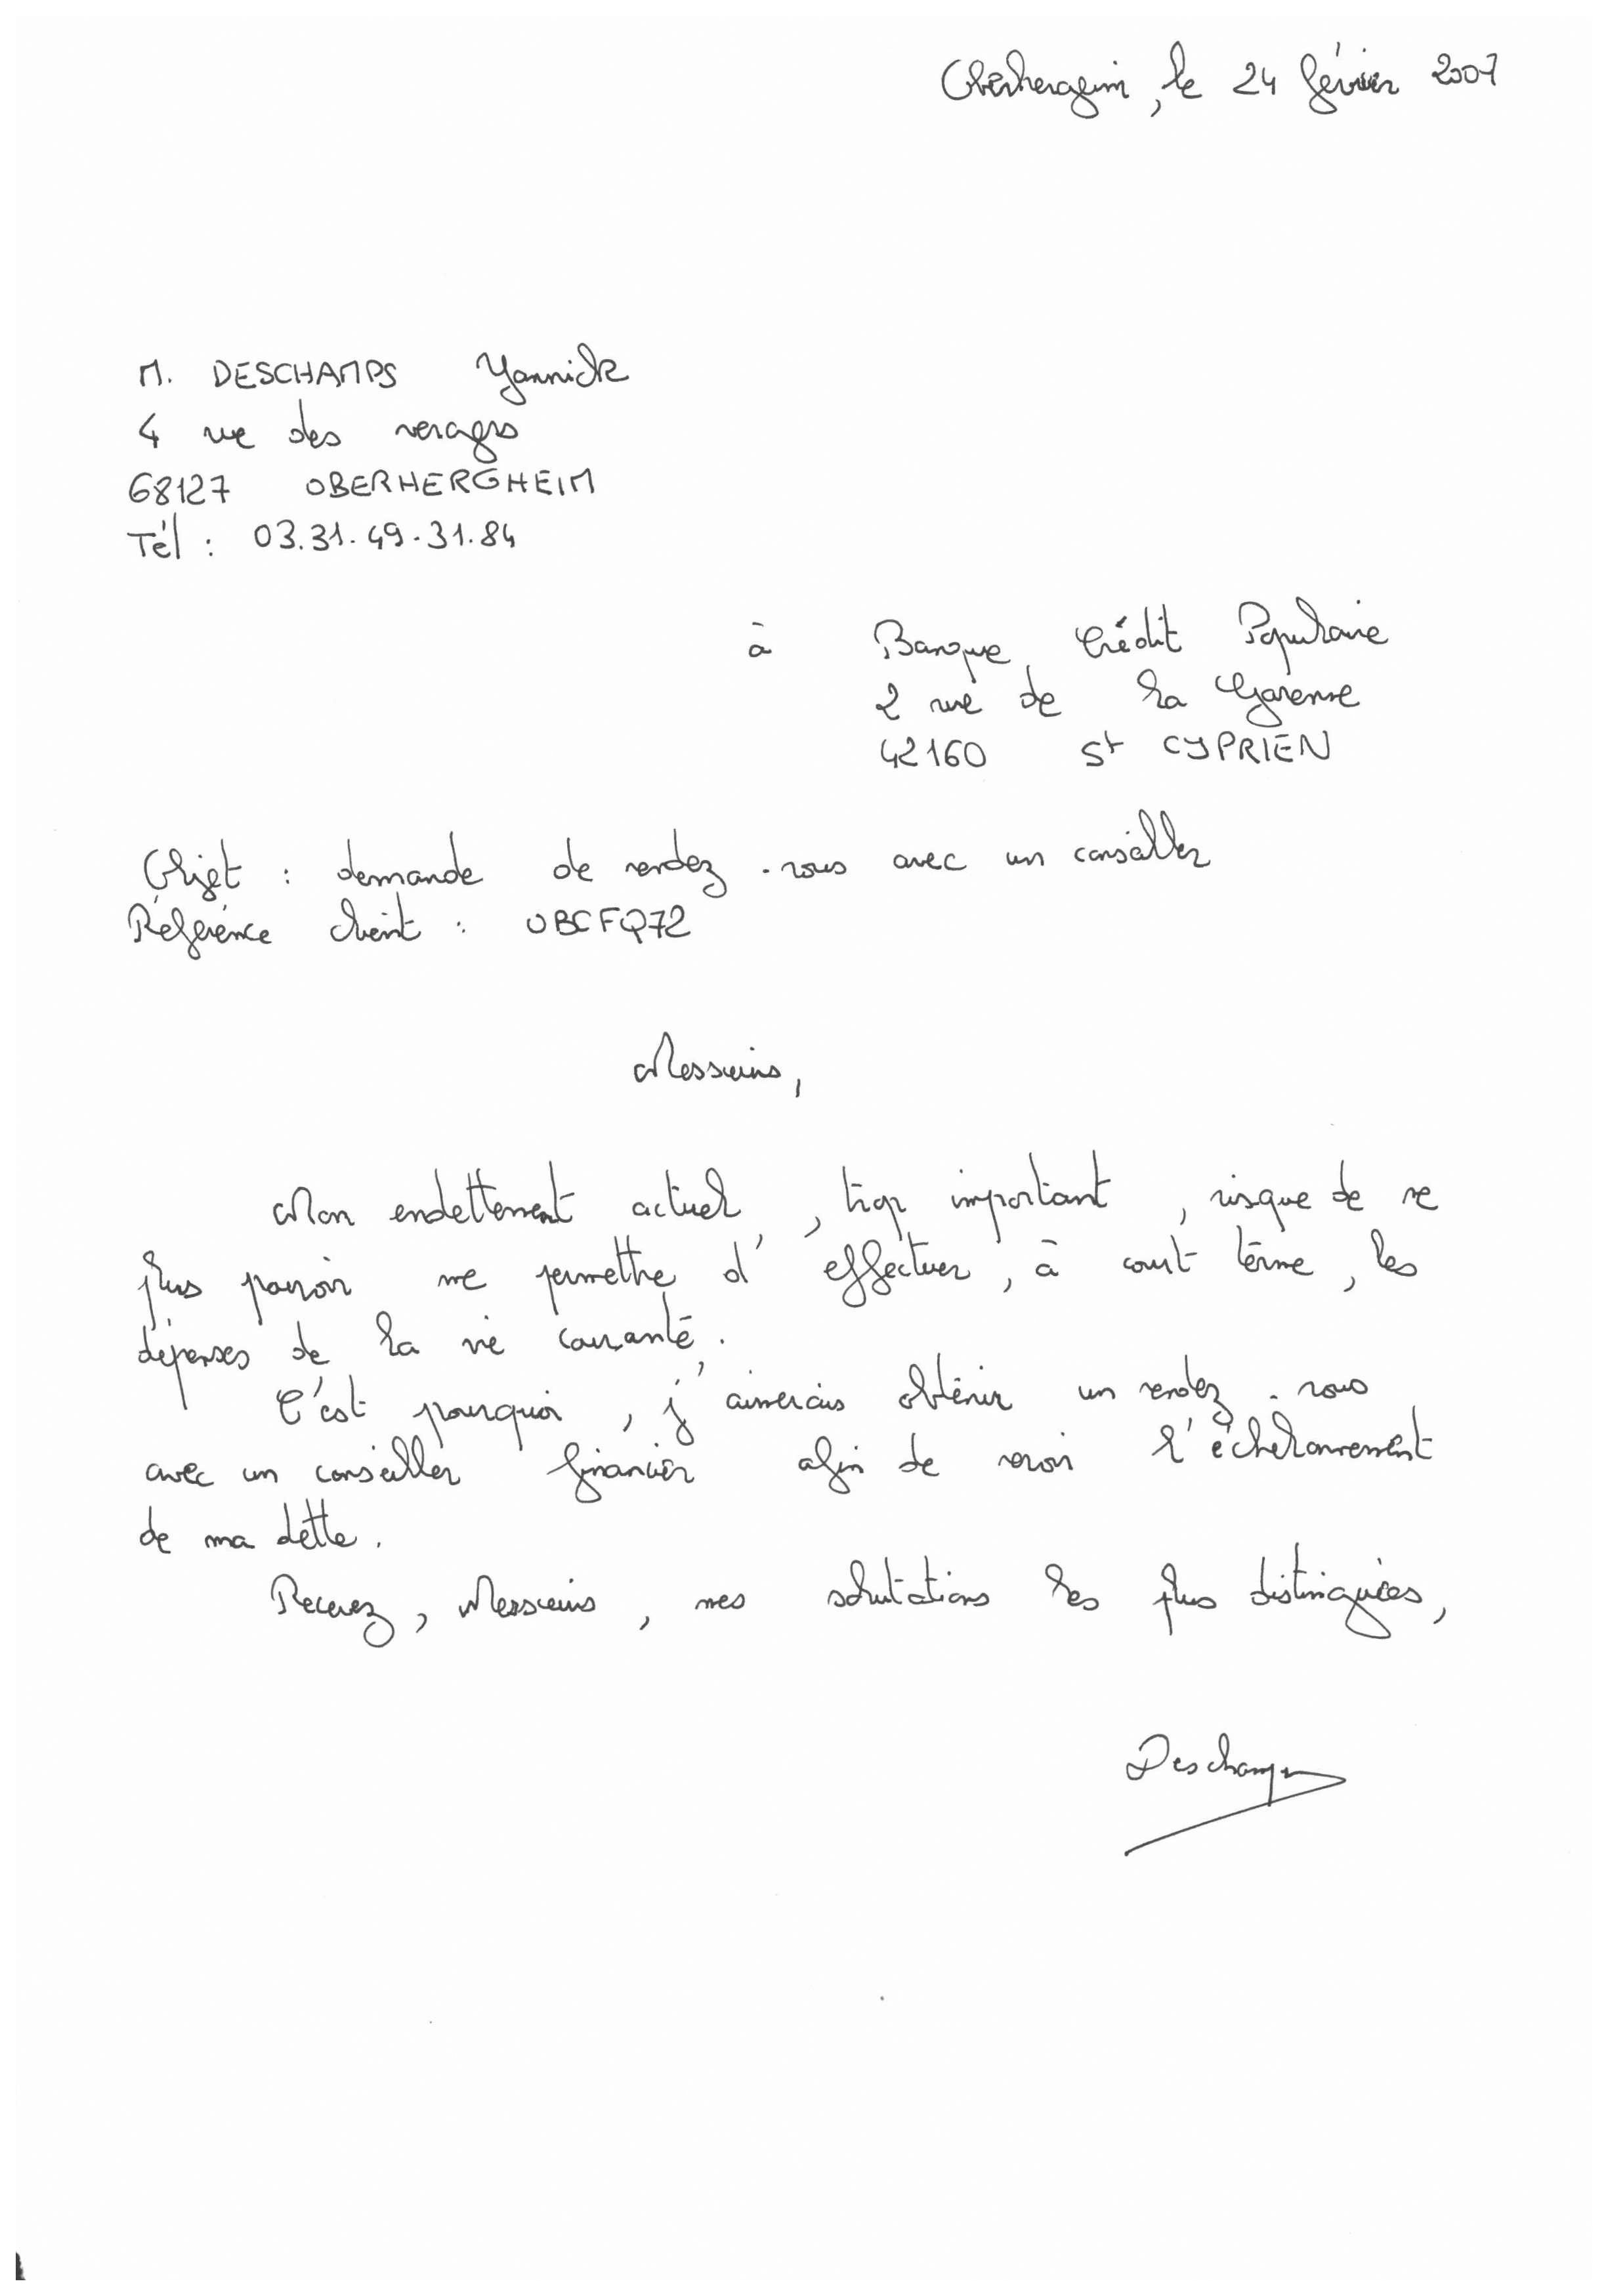 Oberhergeim, le 24 février 2007
M. DESCHAMPS Yannick
4 rue des veragrs
68127 OBERHERGHEIM
Tél : 03.31.49.31.84
à Banque Crédit Populaire
2 rue de la Garenne
42160 St CYPRIEN
Objet : demande de rendez-vous avec un conseiller
Référence client : OBCFQ72
Messieurs,
Mon endettement actuel, trop important, risque de ne
plus pouvoir me permettre d'effectuer, à court terme, les
dépenses de la vie courante.
C'est pourquoi, j'aimerais obtenir un rendez-vous
avec un conseiller financier afin de revoir l'échelonnement
de ma dette.
Recevez, Messieurs, mes salutations les plus distinguées,
Deschamps